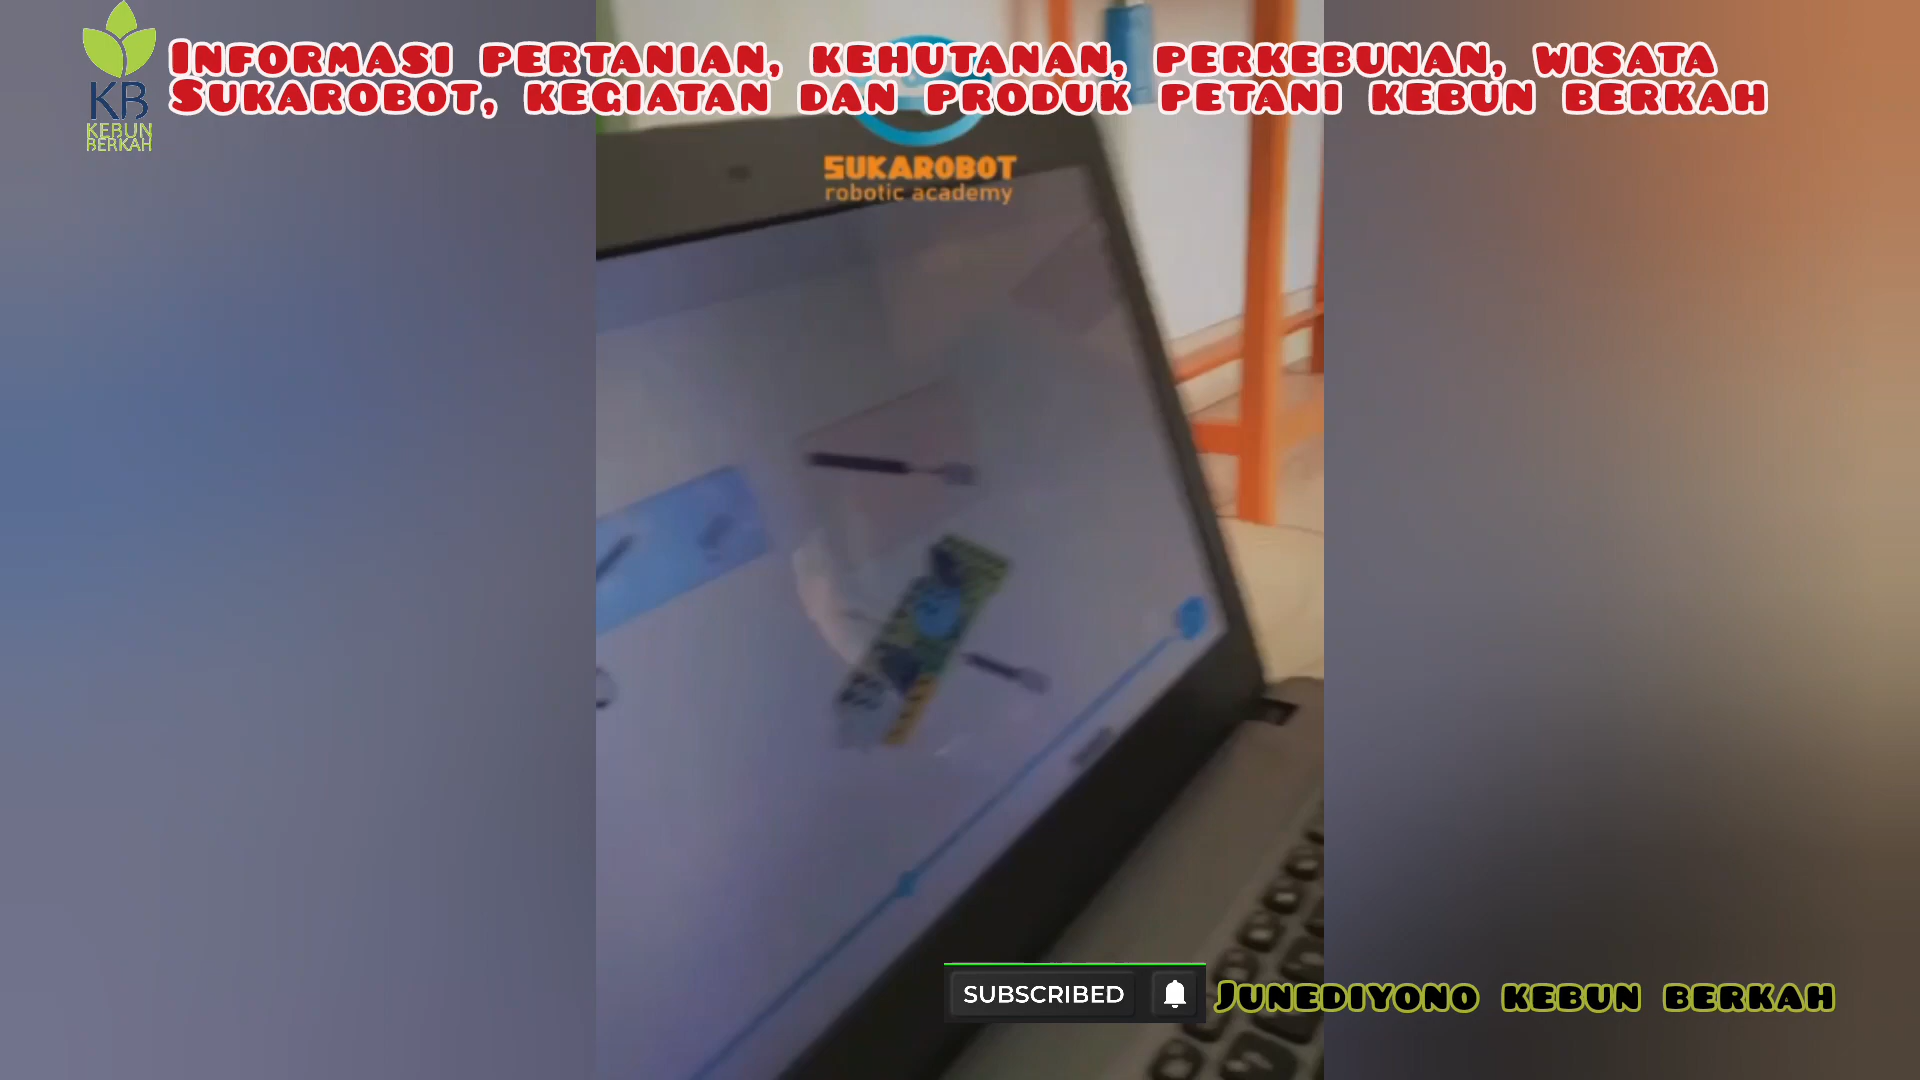 Informasi pertanian, kehutanan, perkebunan, wisata
Sukarobot, kegiatan dan produk petani kebun berkah
KB
KEBUN
BERKAH
SUKAROBOT
robotic academy
SUBSCRIBED
Junediyono kebun berkah